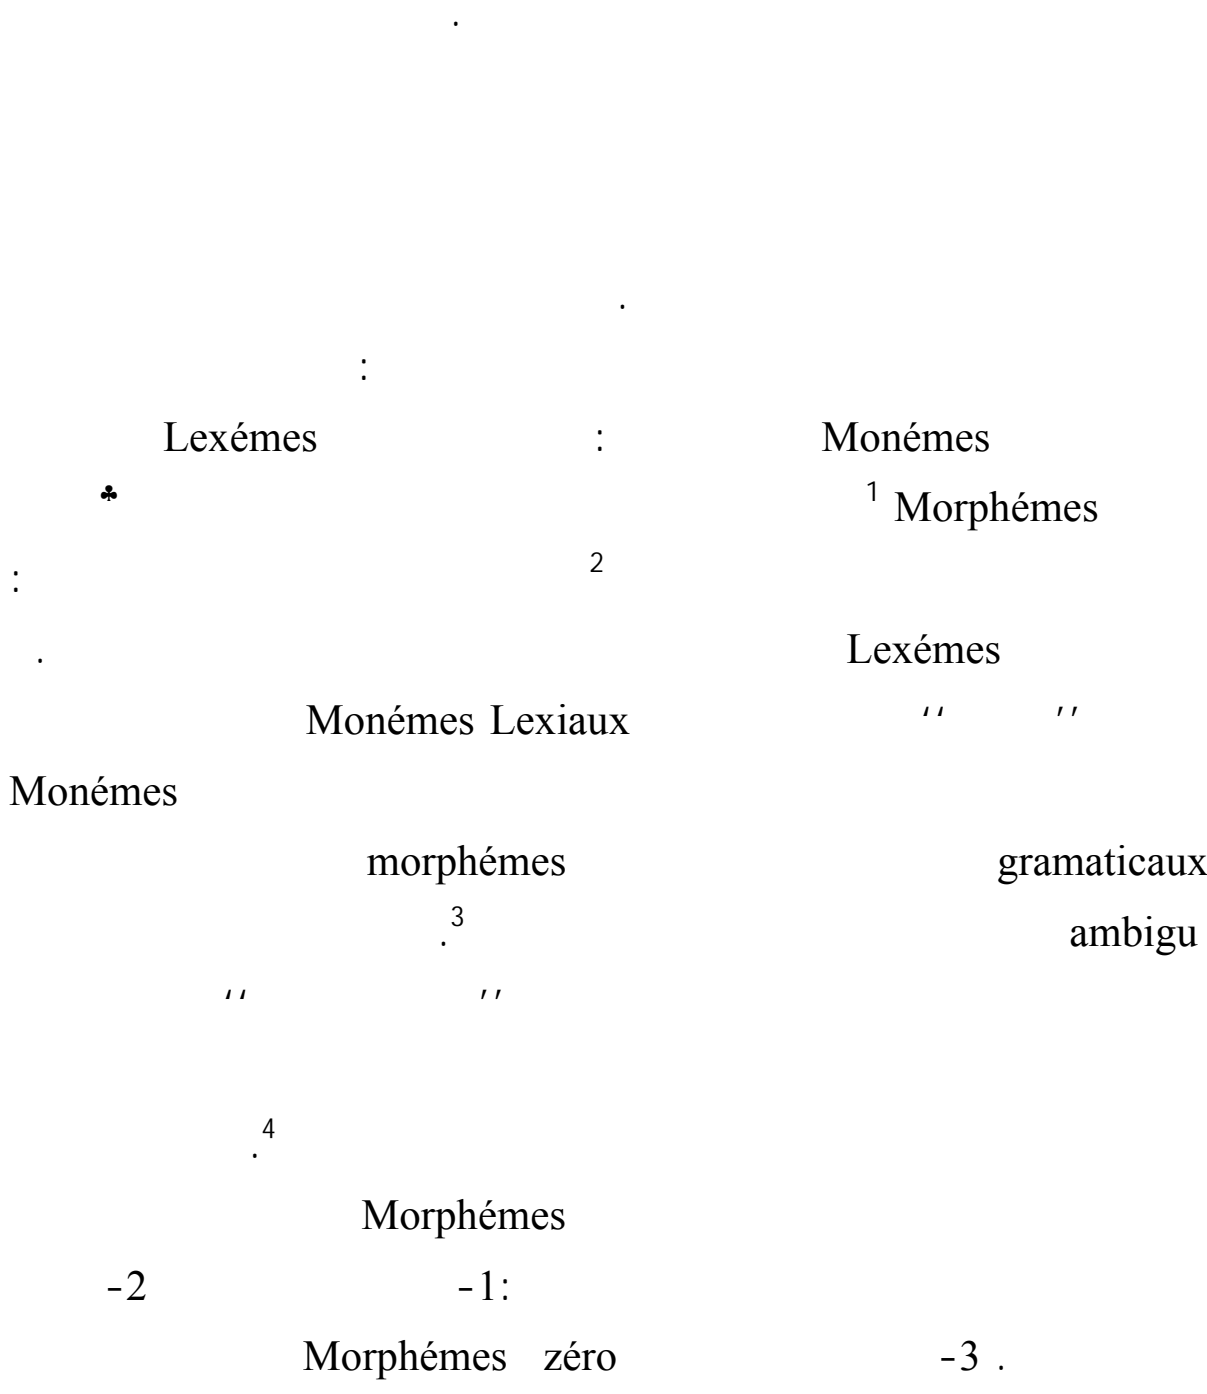 .
.
:
Monémes : Lexémes
Morphémes 1 ♣
2 :
Lexémes .
‘‘ ’’ Monémes Lexiaux
Monémes
gramaticaux morphémes
ambigu 3.
’’ ‘‘
4.
Morphémes
:1- 2-
. 3- Morphémes zéro